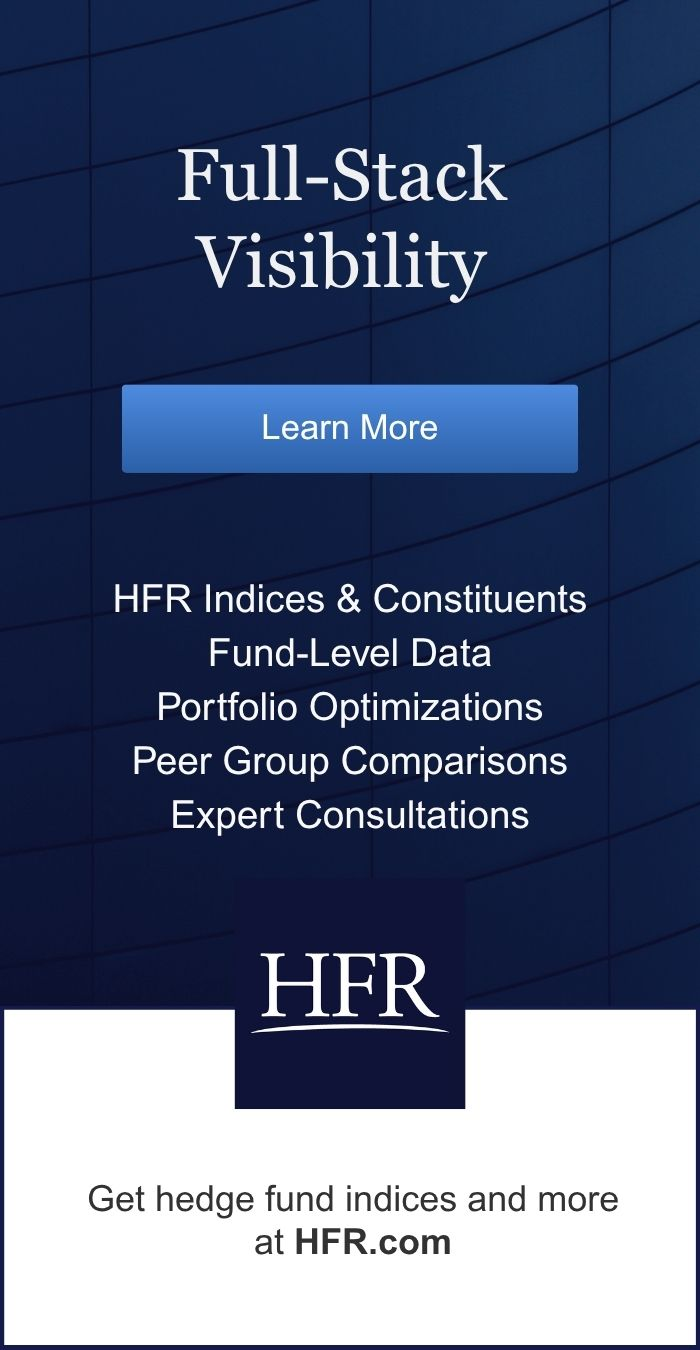 Full-Stack
Visibility
Learn More
HFR Indices & Constituents
Fund-Level Data
Portfolio Optimizations
Peer Group Comparisons
Expert Consultations
HFR
Get hedge fund indices and more
at HFR.com